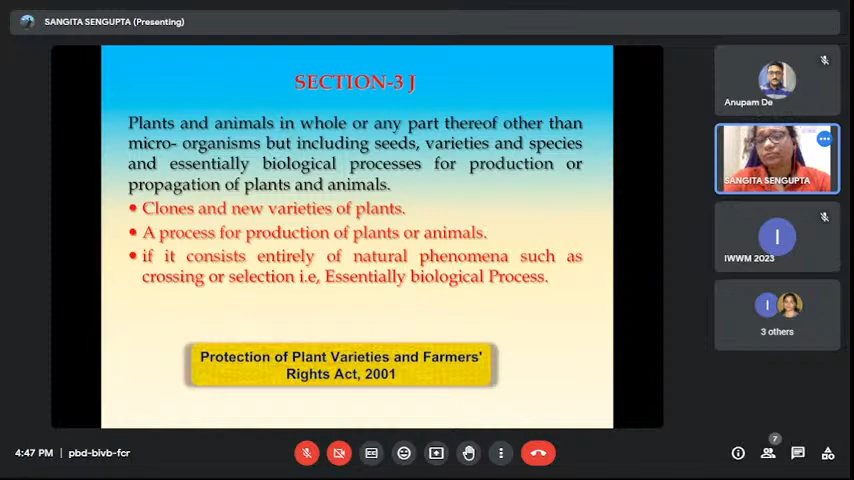 SANGITA SENGUPTA (Presenting)
SECTION-3 J
Plants and animals in whole or any part thereof other than
micro- organisms but including seeds, varieties and species
and essentially biological processes for production or
propagation of plants and animals.
• Clones and new varieties of plants.
• A process for production of plants or animals.
• if it consists entirely of natural phenomena such as
crossing or selection i.e, Essentially biological Process.
Protection of Plant Varieties and Farmers'
Rights Act, 2001
Anupam De
SANGITA SENGUPTA
I
IWWM 2023
I
3 others
4:47 PM | pbd-bivb-fcr
7